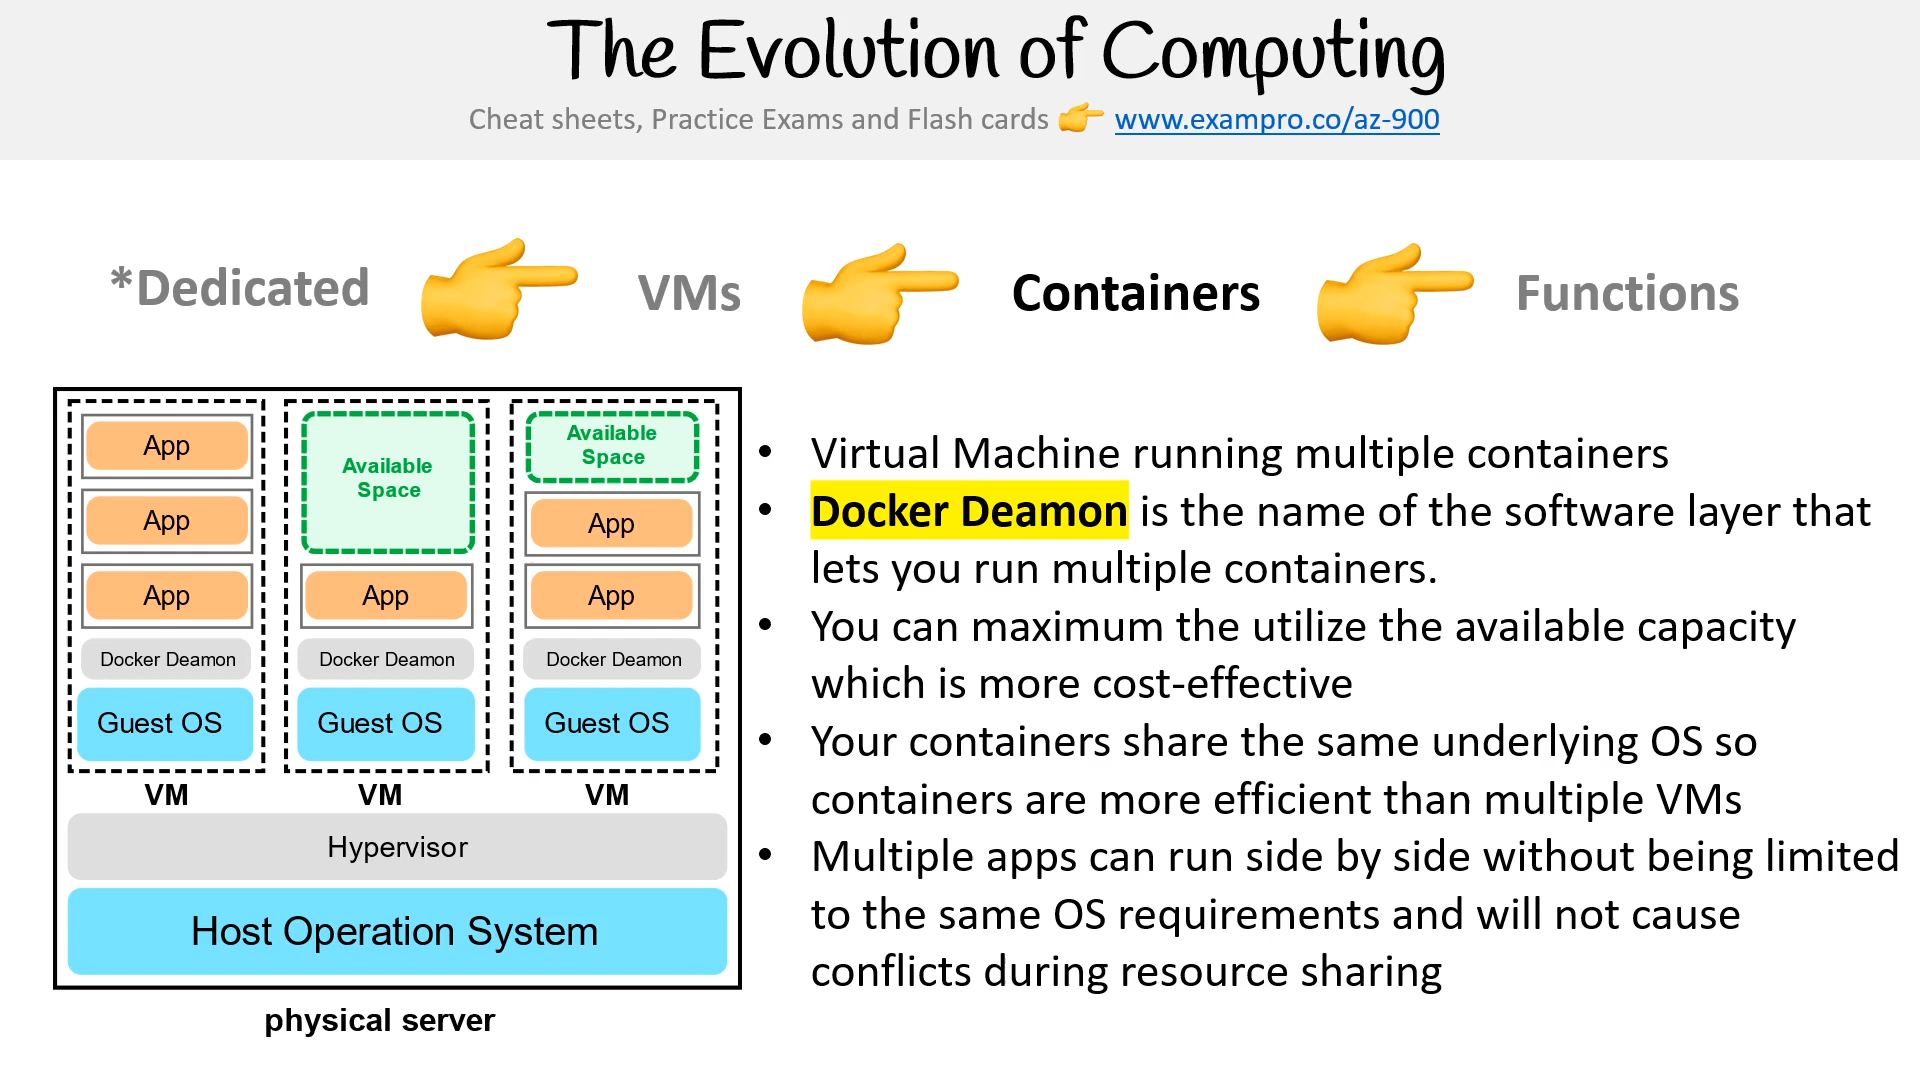 The Evolution of Computing
Cheat sheets, Practice Exams and Flash cards 👉 www.exampro.co/az-900
*Dedicated 👉 VMs 👉 Containers 👉 Functions
App
App
App
Docker Deamon
Guest OS
VM
Available
Space
App
Docker Deamon
Guest OS
VM
Available
Space
App
App
Docker Deamon
Guest OS
VM
Hypervisor
Host Operation System
physical server
• Virtual Machine running multiple containers
• Docker Deamon is the name of the software layer that
lets you run multiple containers.
• You can maximum the utilize the available capacity
which is more cost-effective
• Your containers share the same underlying OS so
containers are more efficient than multiple VMs
• Multiple apps can run side by side without being limited
to the same OS requirements and will not cause
conflicts during resource sharing